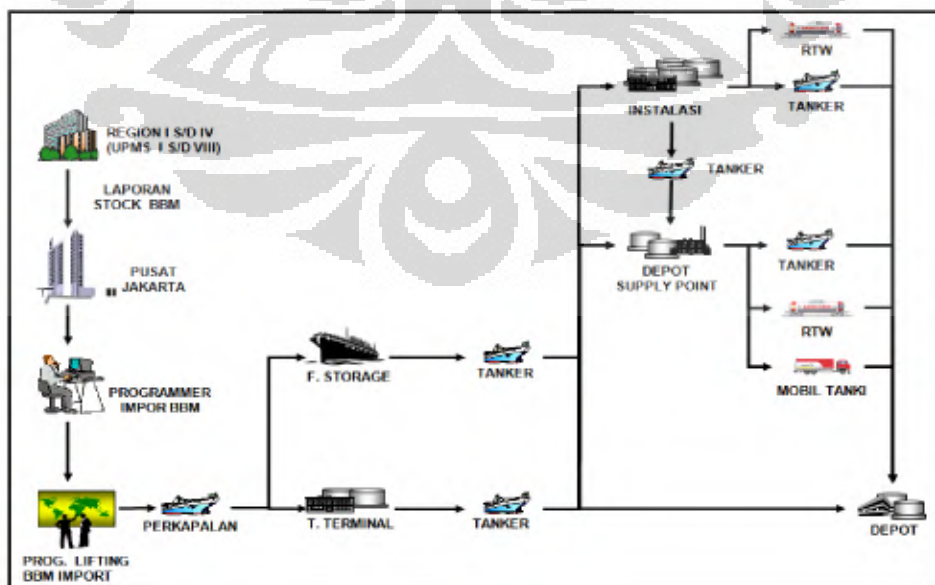 REGION I S/D IV
(UPMS I S/D VIII)
LAPORAN
STOCK BBM
PUSAT
JAKARTA
PROGRAMMER
IMPOR BBM
PROG. LIFTING
BBM IMPORT
PERKAPALAN
F. STORAGE
TANKER
T. TERMINAL
TANKER
INSTALASI
TANKER
DEPOT
SUPPLY POINT
RTW
TANKER
TANKER
RTW
MOBIL TANKI
DEPOT